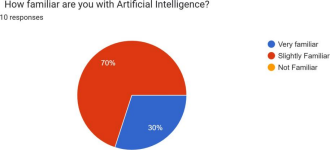 How familiar are you with Artificial Intelligence?
10 responses
Very familiar
Slightly Familiar
Not Familiar
70%
30%